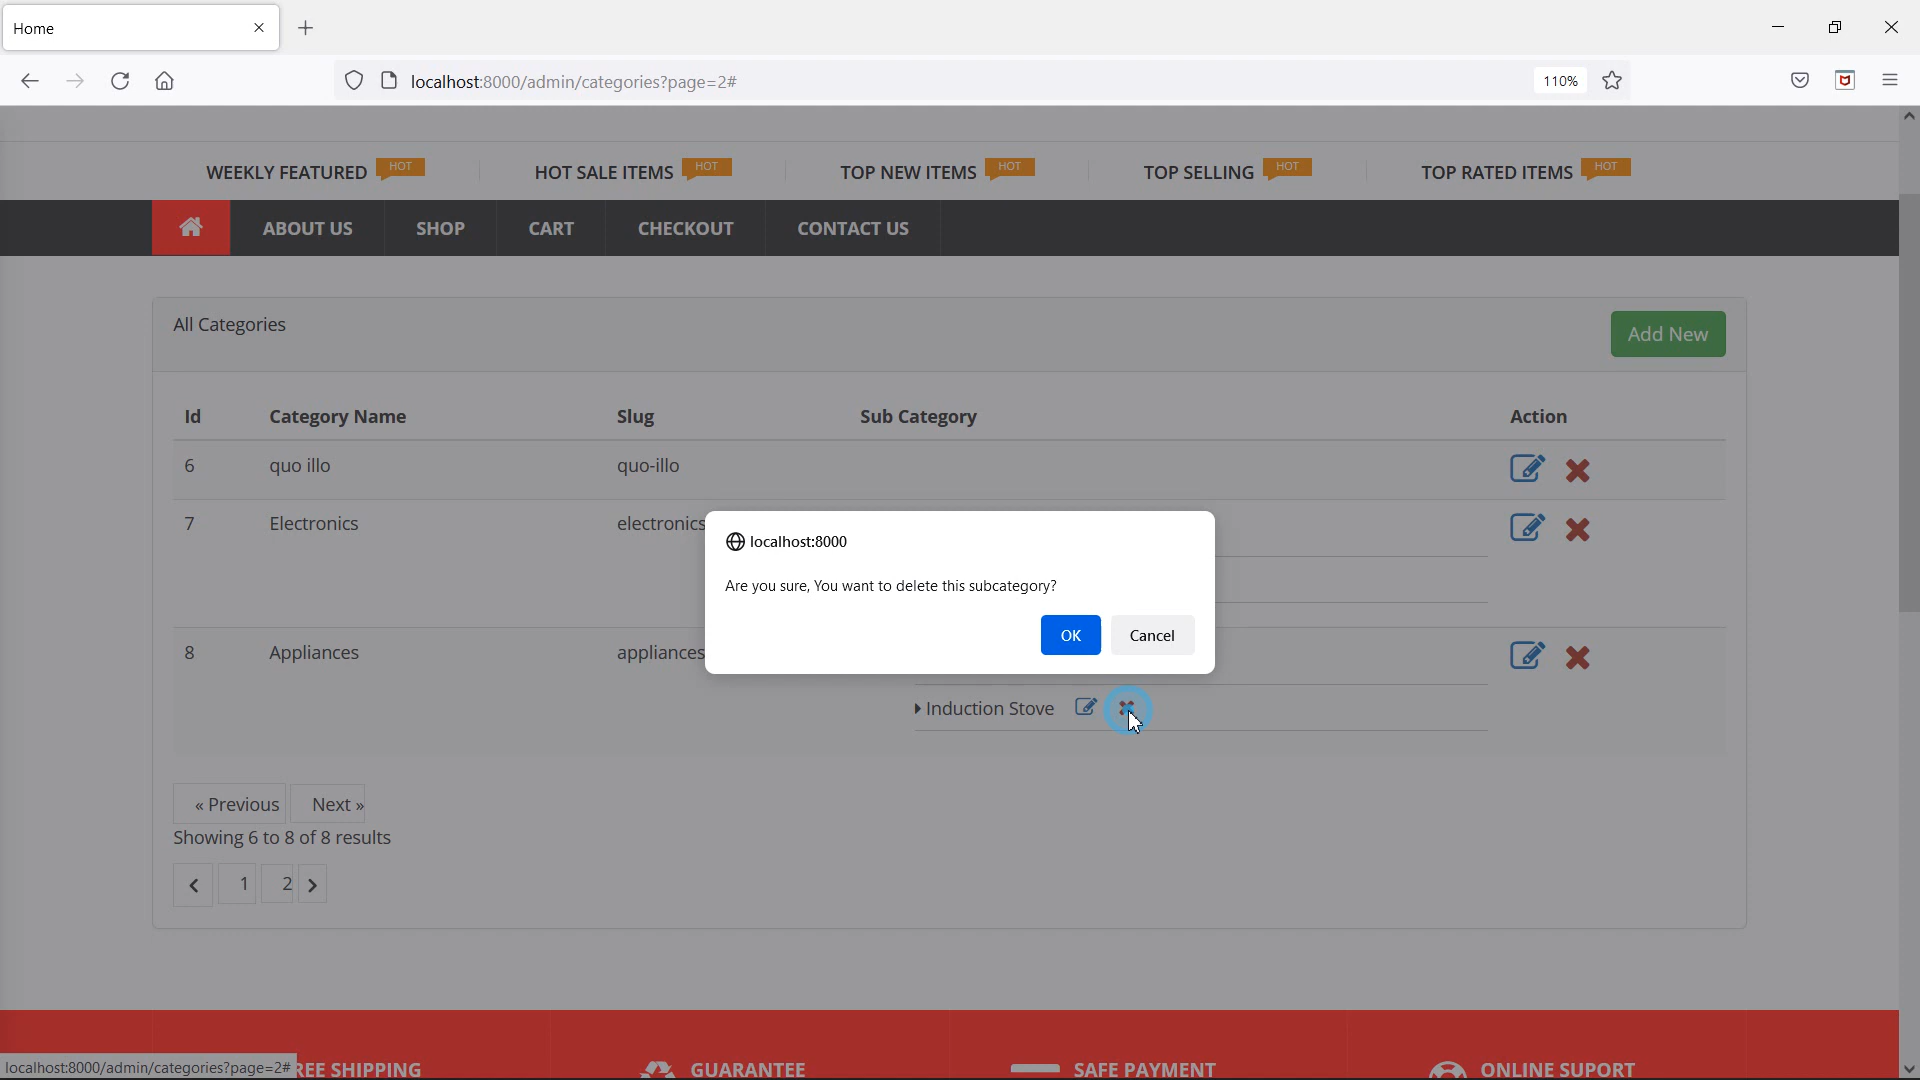 Home
localhost:8000/admin/categories?page=2#
110%
WEEKLY FEATURED HOT
HOT SALE ITEMS HOT
TOP NEW ITEMS HOT
TOP SELLING HOT
TOP RATED ITEMS HOT
ABOUT US
SHOP
CART
CHECKOUT
CONTACT US
All Categories
Add New
Id Category Name Slug Sub Category Action
6 quo illo quo-illo
7 Electronics electronics
localhost:8000
Are you sure, You want to delete this subcategory?
OK Cancel
8 Appliances appliances
Induction Stove
« Previous Next »
Showing 6 to 8 of 8 results
1 2
localhost:8000/admin/categories?page=2#
REE SHIPPING
GUARANTEE
SAFE PAYMENT
ONLINE SUPORT